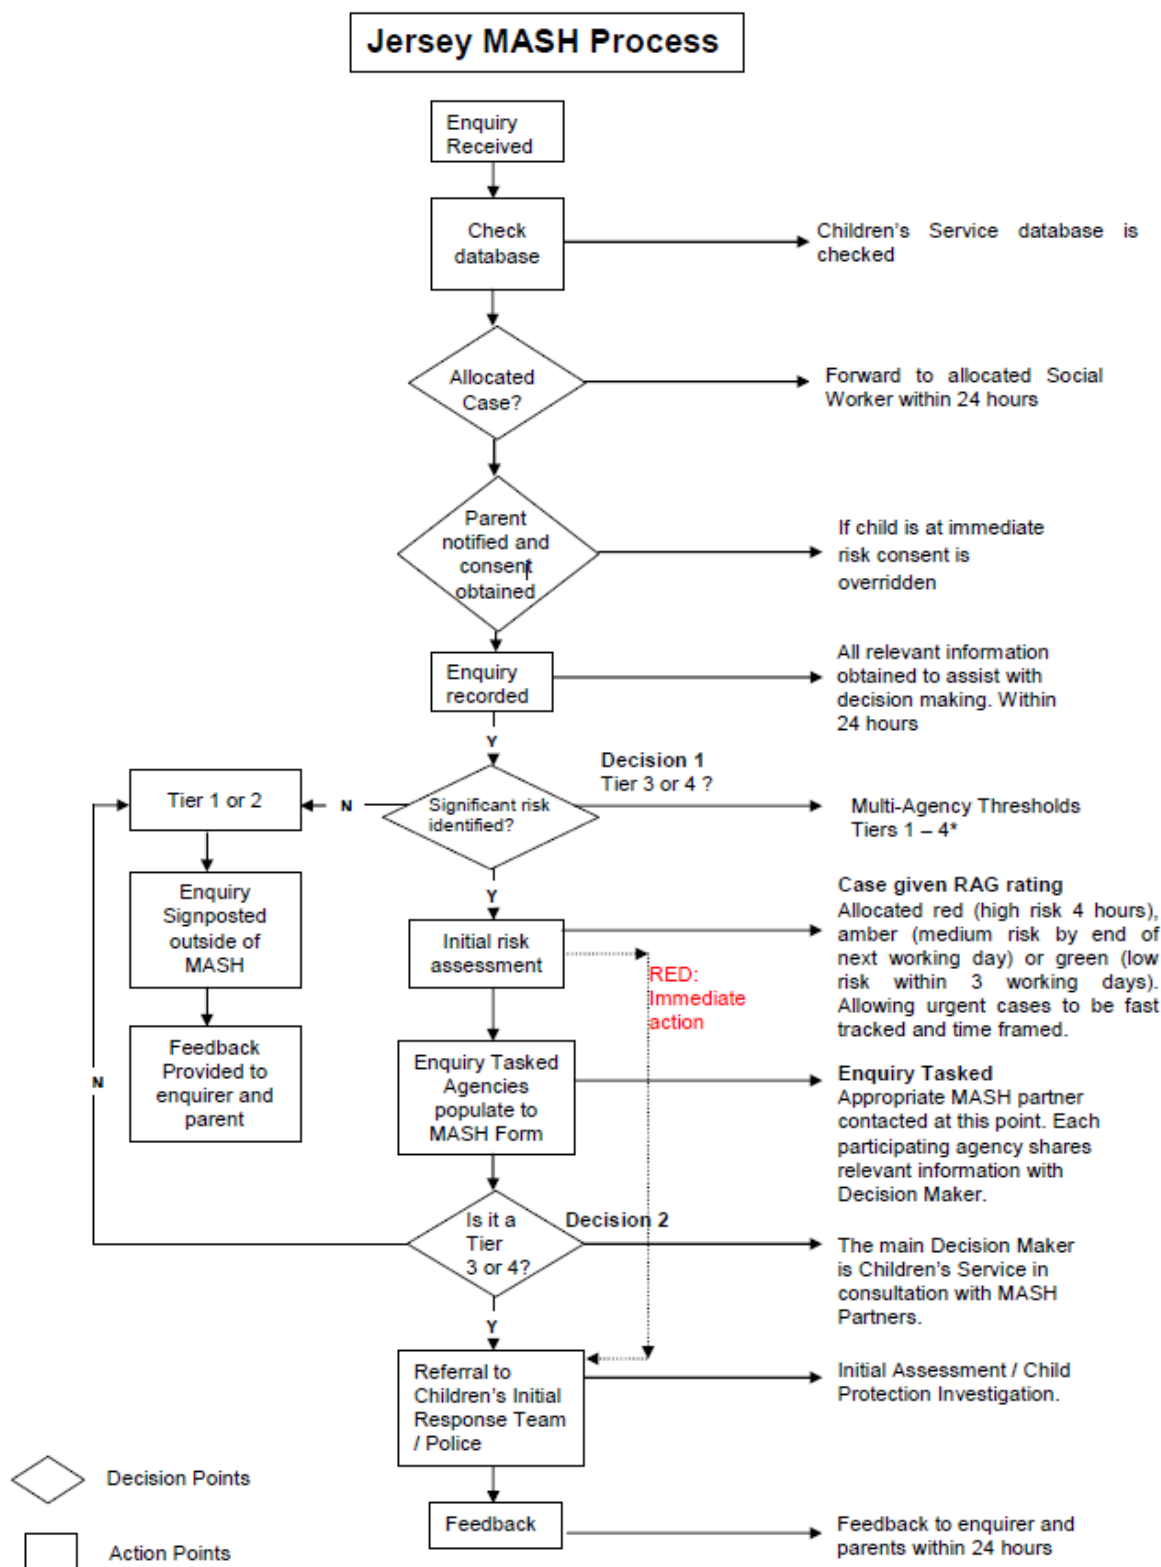 Jersey MASH Process
Enquiry
Received
Check
database
Children's Service database is
checked
Allocated
Case?
Forward to allocated Social
Worker within 24 hours
Parent
notified and
consent
obtained
If child is at immediate
risk consent is
overridden
Enquiry
recorded
All relevant information
obtained to assist with
decision making. Within
24 hours
Y
Decision 1
Tier 3 or 4 ?
Significant risk
identified?
N
Tier 1 or 2
Multi-Agency Thresholds
Tiers 1 – 4*
Enquiry
Signposted
outside of
MASH
Feedback
Provided to
enquirer and
parent
N
Y
Initial risk
assessment
RED:
Immediate
action
Case given RAG rating
Allocated red (high risk 4 hours),
amber (medium risk by end of
next working day) or green (low
risk within 3 working days).
Allowing urgent cases to be fast
tracked and time framed.
Enquiry Tasked
Agencies
populate to
MASH Form
Enquiry Tasked
Appropriate MASH partner
contacted at this point. Each
participating agency shares
relevant information with
Decision Maker.
Is it a
Tier
3 or 4?
Decision 2
The main Decision Maker
is Children's Service in
consultation with MASH
Partners.
Y
Referral to
Children's Initial
Response Team
/ Police
Initial Assessment / Child
Protection Investigation.
Feedback
Feedback to enquirer and
parents within 24 hours
Decision Points
Action Points